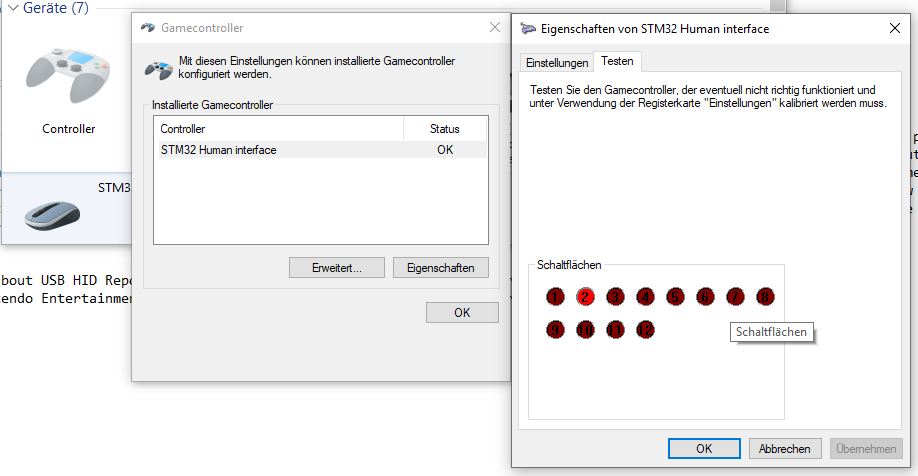 Geräte (7)
Controller
STM3
bout USB HID Repo
endo Entertainmen
Gamecontroller
Mit diesen Einstellungen können installierte Gamecontroller
konfiguriert werden.
Installierte Gamecontroller
Controller Status
STM32 Human interface OK
Erweitert... Eigenschaften
OK
Eigenschaften von STM32 Human interface
Einstellungen Testen
Testen Sie den Gamecontroller, der eventuell nicht richtig funktioniert und
unter Verwendung der Registerkarte "Einstellungen" kalibriert werden muss.
Schaltflächen
1 2 3 4 5 6 7 8
9 10 11 12
Schaltflächen
OK Abbrechen Übernehmen